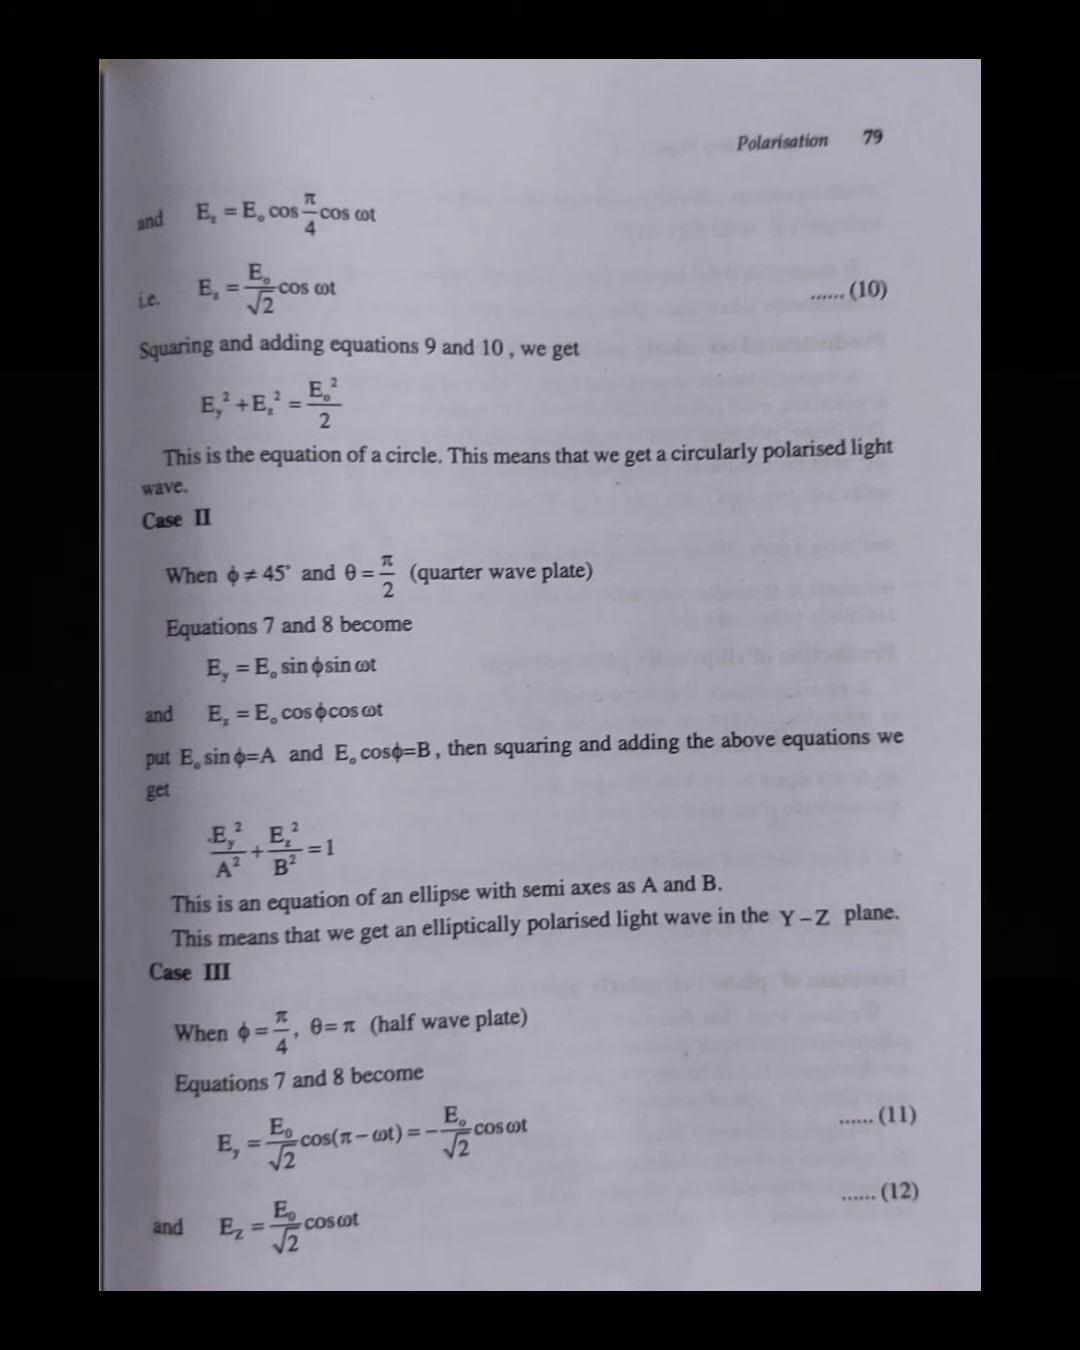 Polarisation 79
and E_z = E_o cos π/4 cos ωt
i.e. E_z = E_o/√2 cos ωt ...... (10)
Squaring and adding equations 9 and 10 , we get
E_y² + E_z² = E_o²/2
This is the equation of a circle. This means that we get a circularly polarised light
wave.
Case II
When ϕ ≠ 45° and θ = π/2 (quarter wave plate)
Equations 7 and 8 become
E_y = E_o sin ϕ sin ωt
and E_z = E_o cos ϕ cos ωt
put E_o sin ϕ=A and E_o cosϕ=B , then squaring and adding the above equations we
get
E_y²/A² + E_z²/B² = 1
This is an equation of an ellipse with semi axes as A and B.
This means that we get an elliptically polarised light wave in the Y – Z plane.
Case III
When ϕ = π/4, θ = π (half wave plate)
Equations 7 and 8 become
E_y = E_0/√2 cos(π – ωt) = – E_o/√2 cos ωt ...... (11)
and E_Z = E_0/√2 cos ωt ...... (12)